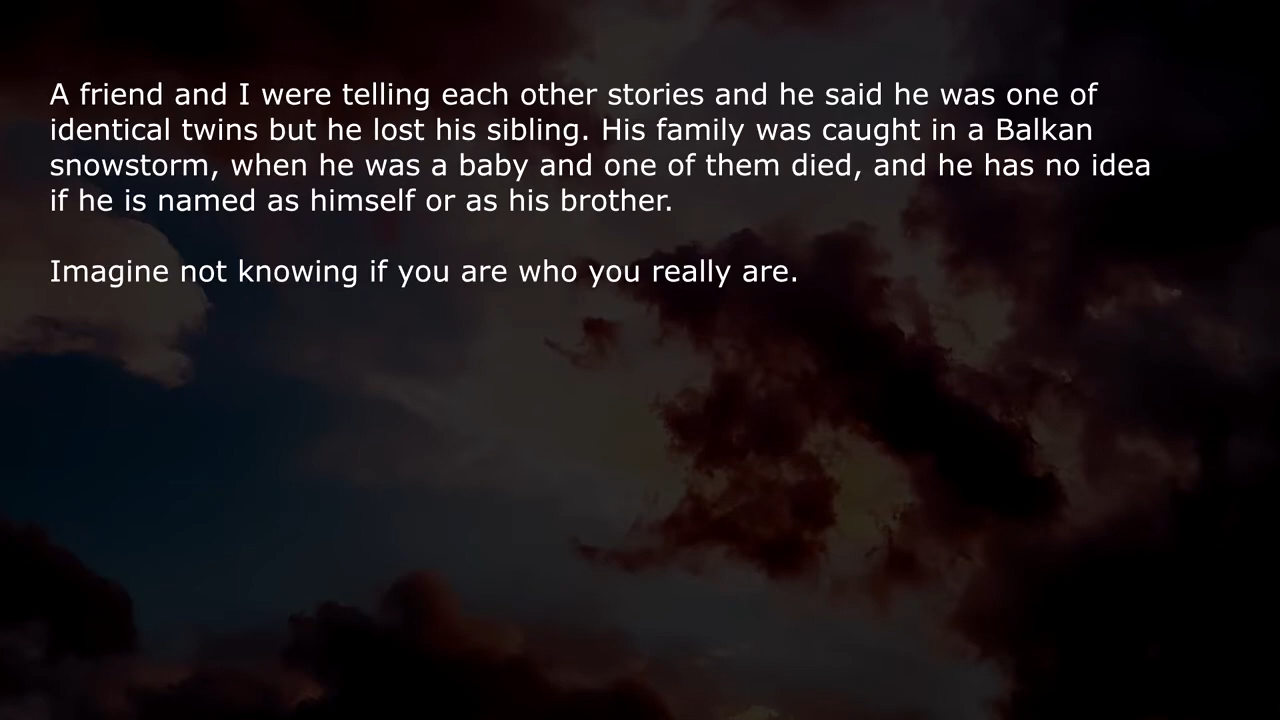 A friend and I were telling each other stories and he said he was one of
identical twins but he lost his sibling. His family was caught in a Balkan
snowstorm, when he was a baby and one of them died, and he has no idea
if he is named as himself or as his brother.
Imagine not knowing if you are who you really are.